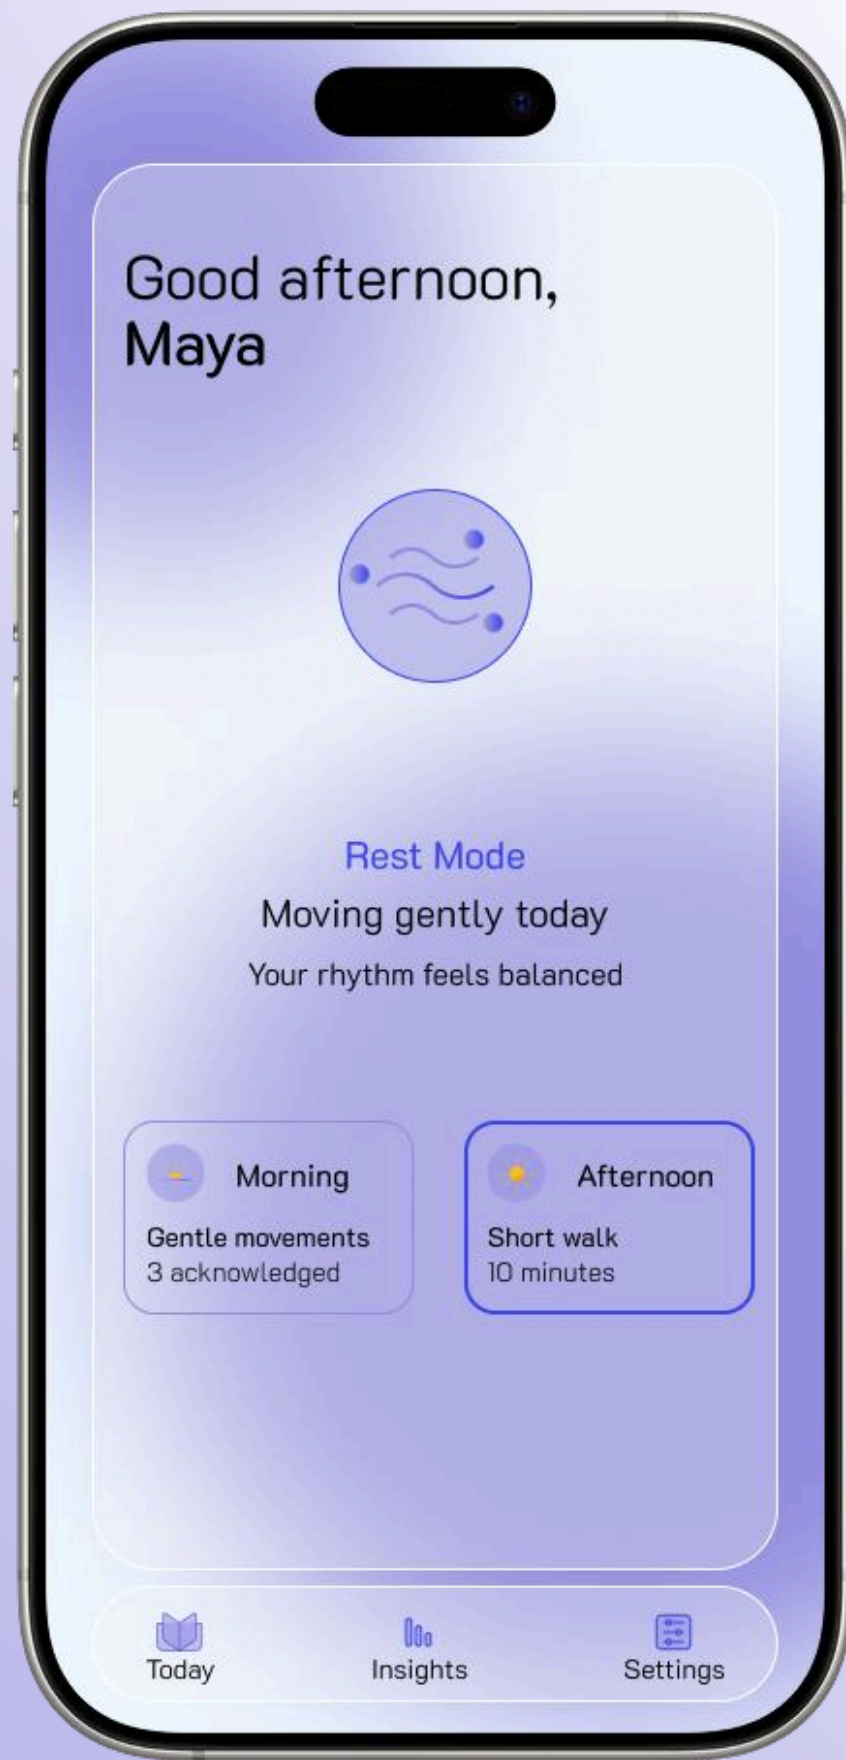 Good afternoon,
Maya
Rest Mode
Moving gently today
Your rhythm feels balanced
Morning
Gentle movements
3 acknowledged
Afternoon
Short walk
10 minutes
Today
Insights
Settings